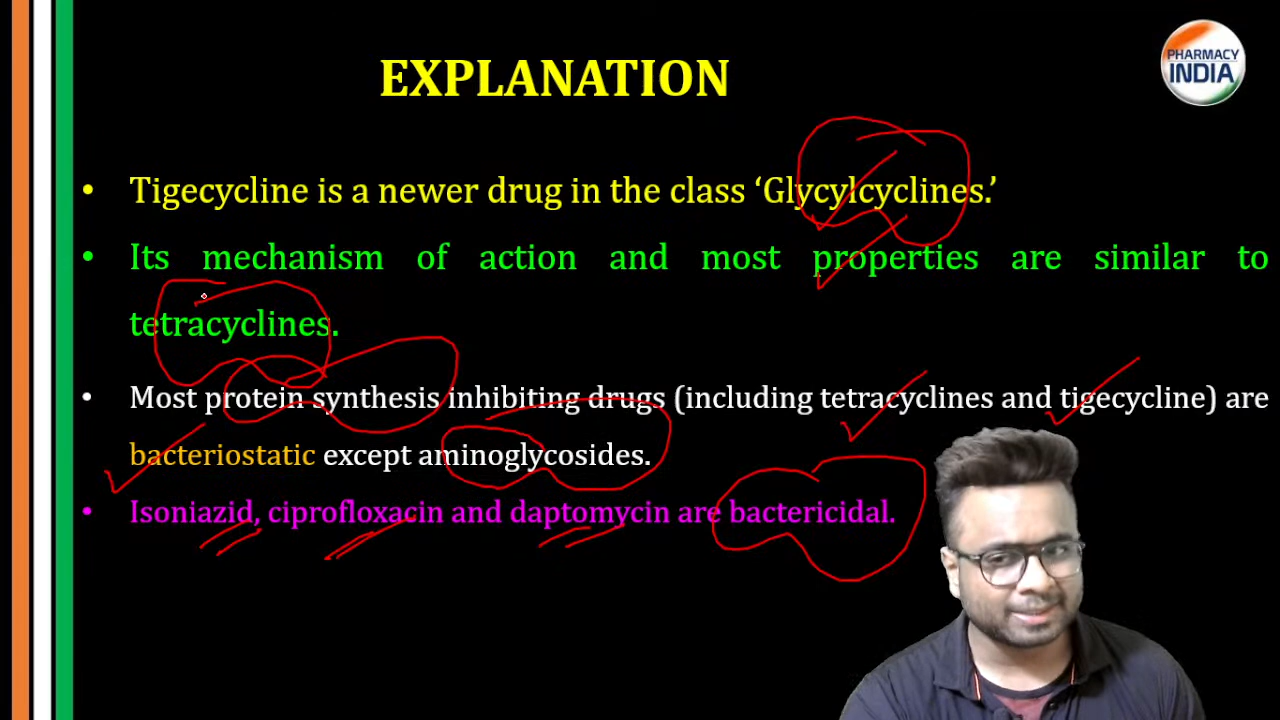 EXPLANATION
PHARMACY
INDIA
• Tigecycline is a newer drug in the class ‘Glycylcyclines.’
• Its mechanism of action and most properties are similar to
tetracyclines.
• Most protein synthesis inhibiting drugs (including tetracyclines and tigecycline) are
bacteriostatic except aminoglycosides.
• Isoniazid, ciprofloxacin and daptomycin are bactericidal.